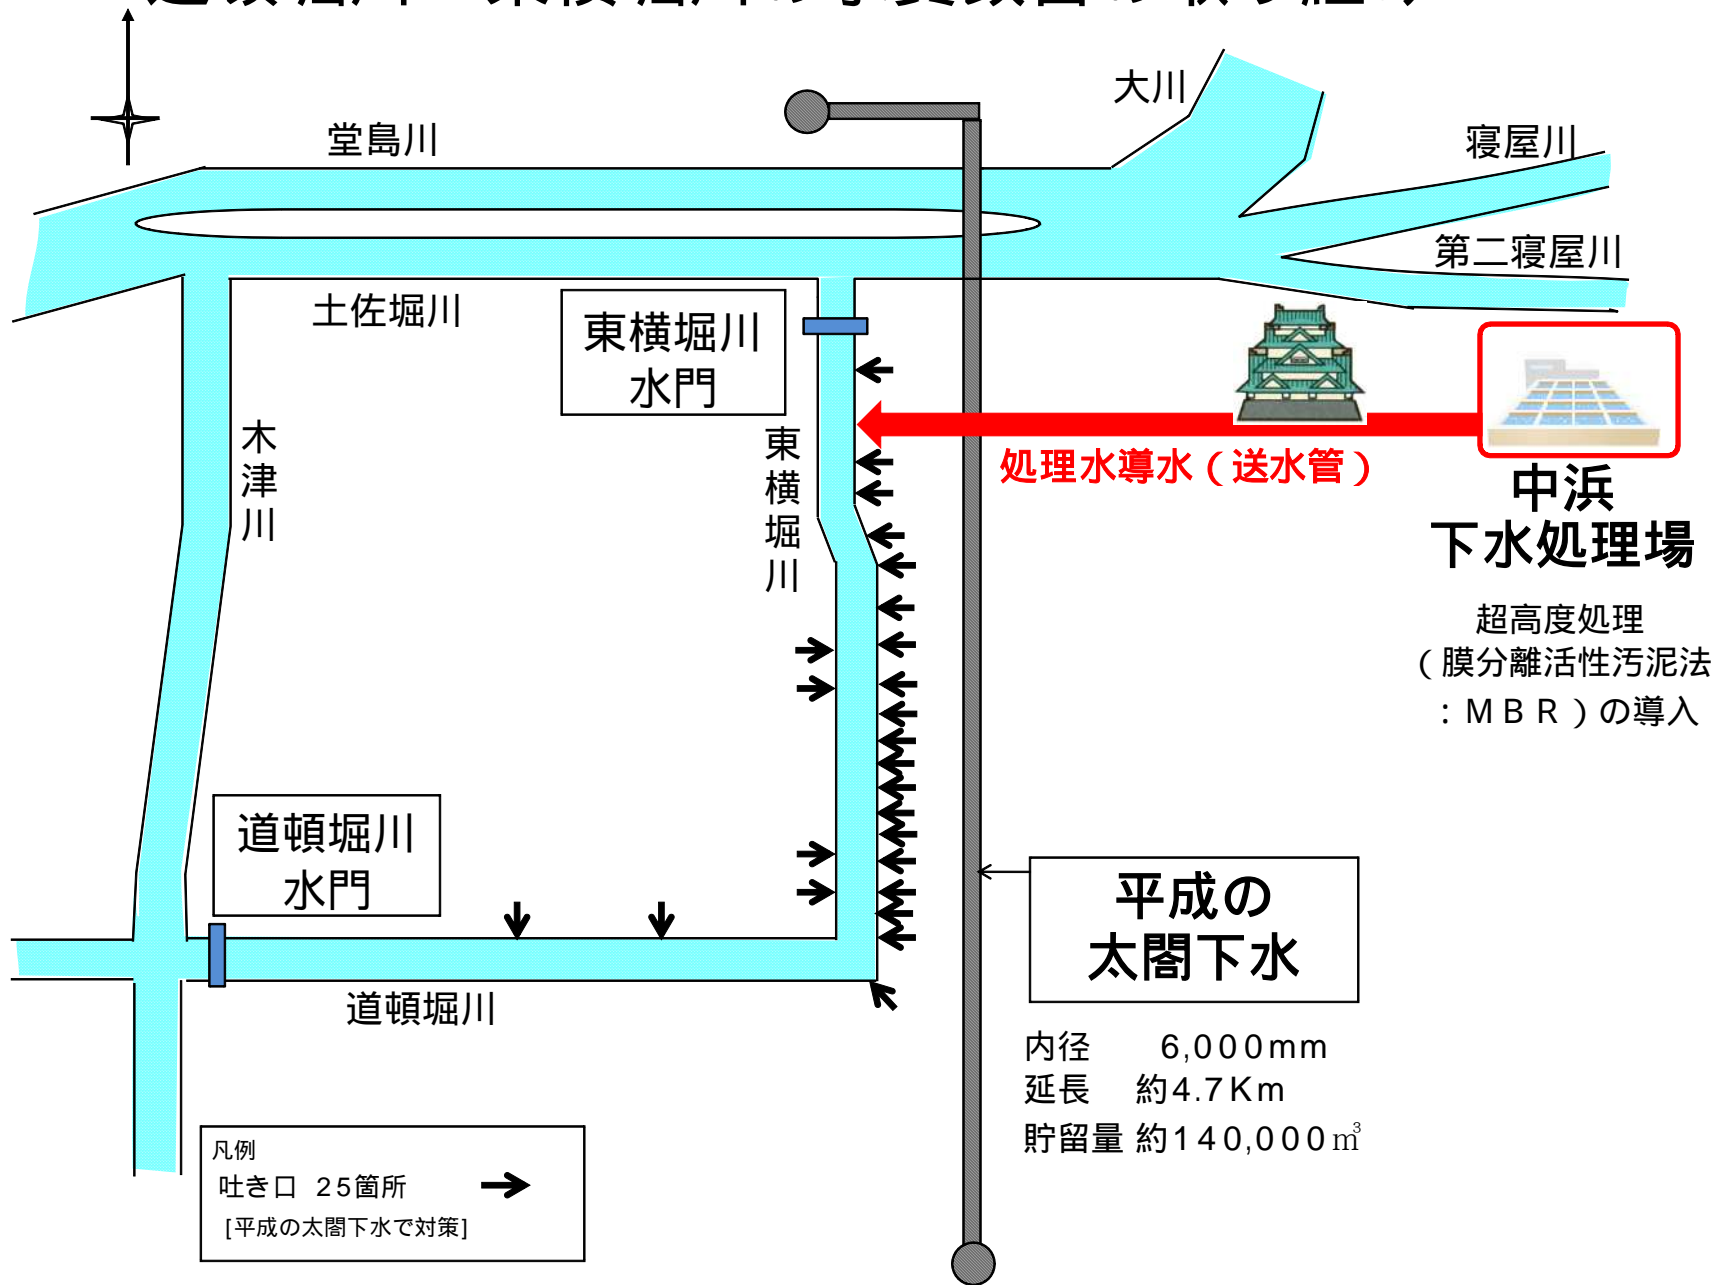 大川
堂島川
寝屋川
第二寝屋川
土佐堀川
東横堀川
水門
木津川
東横堀川
処理水導水（送水管）
中浜
下水処理場
超高度処理
（膜分離活性汚泥法
：ＭＢＲ）の導入
道頓堀川
水門
平成の
太閤下水
道頓堀川
内径 6,000mm
延長 約4.7Km
貯留量 約140,000㎥
凡例
吐き口 25箇所
[平成の太閤下水で対策]